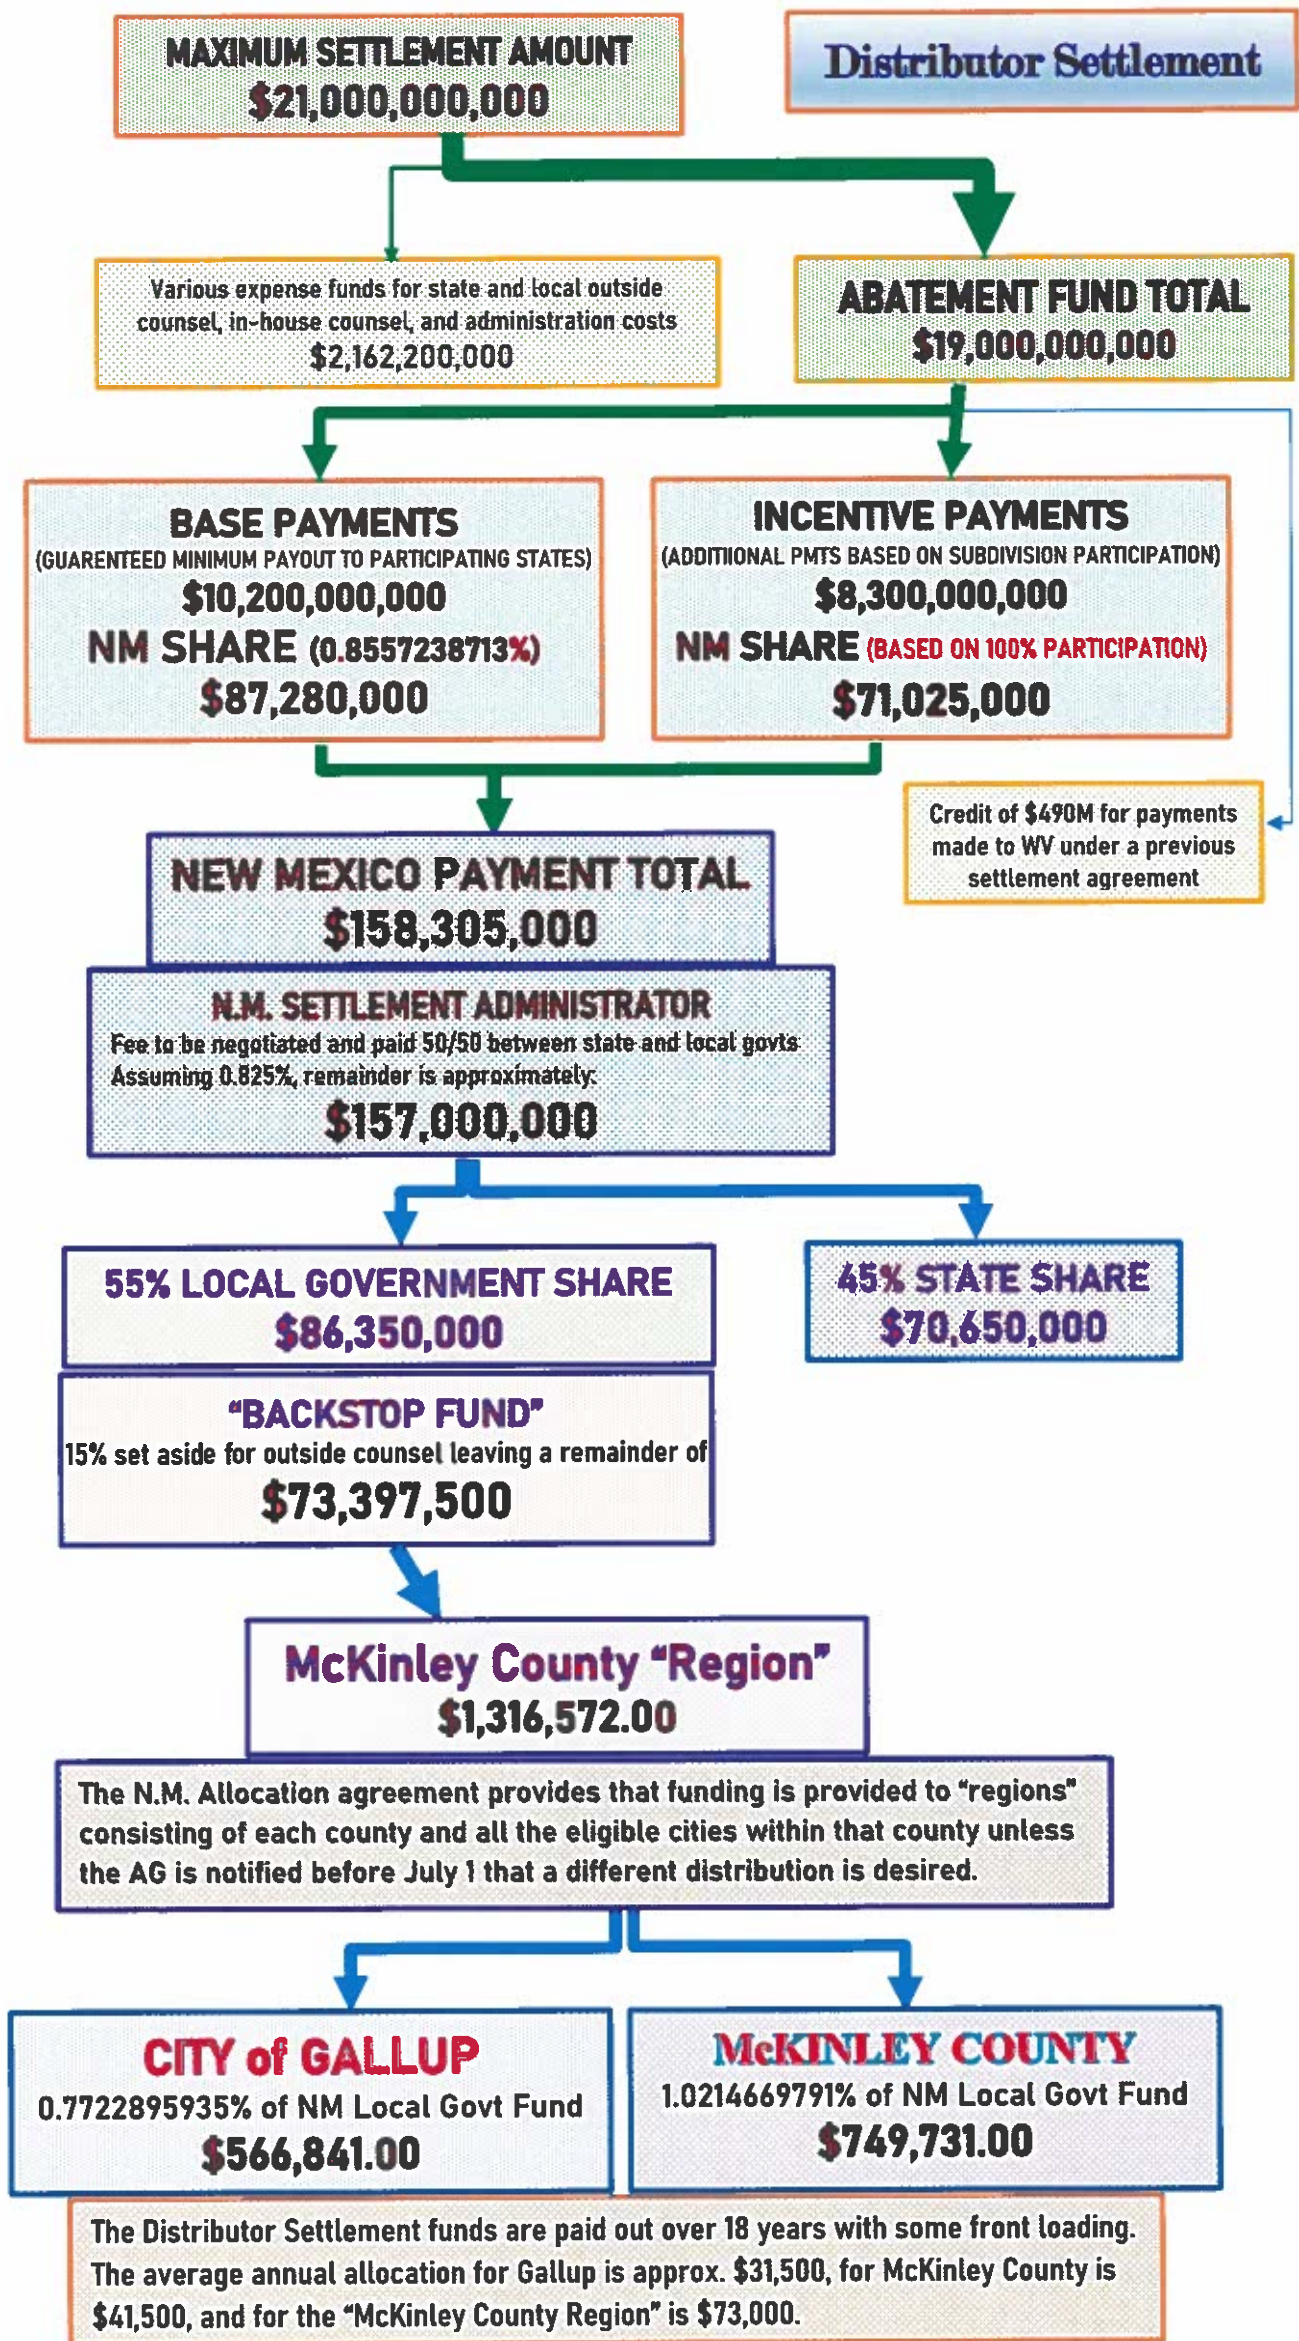 MAXIMUM SETTLEMENT AMOUNT
$21,000,000,000
Distributor Settlement
Various expense funds for state and local outside
counsel, in-house counsel, and administration costs
$2,162,200,000
ABATEMENT FUND TOTAL
$19,000,000,000
BASE PAYMENTS
(GUARENTEED MINIMUM PAYOUT TO PARTICIPATING STATES)
$10,200,000,000
NM SHARE (0.8557238713%)
$87,280,000
INCENTIVE PAYMENTS
(ADDITIIONAL PMTS BASED ON SUBDIVISION PARTICIPATION)
$8,300,000,000
NM SHARE (BASED ON 100% PARTICIPATION)
$71,025,000
Credit of $490M for payments
made to WV under a previous
settlement agreement
NEW MEXICO PAYMENT TOTAL
$158,305,000
N.M. SETTLEMENT ADMINISTRATOR
Fee to be negotiated and paid 50/50 between state and local govts
Assuming 0.825%, remainder is approximately:
$157,000,000
55% LOCAL GOVERNMENT SHARE
$86,350,000
45% STATE SHARE
$70,650,000
“BACKSTOP FUND”
15% set aside for outside counsel leaving a remainder of
$73,397,500
McKinley County “Region”
$1,316,572.00
The N.M. Allocation agreement provides that funding is provided to “regions”
consisting of each county and all the eligible cities within that county unless
the AG is notified before July 1 that a different distribution is desired.
CITY of GALLUP
0.7722895935% of NM Local Govt Fund
$566,841.00
McKINLEY COUNTY
1.0214669791% of NM Local Govt Fund
$749,731.00
The Distributor Settlement funds are paid out over 18 years with some front loading.
The average annual allocation for Gallup is approx. $31,500, for McKinley County is
$41,500, and for the “McKinley County Region” is $73,000.